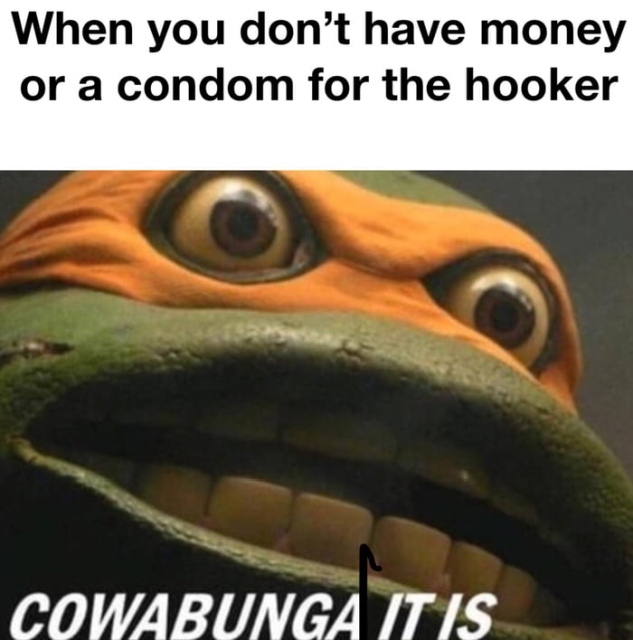 When you don’t have money
or a condom for the hooker
COWABUNGA IT IS